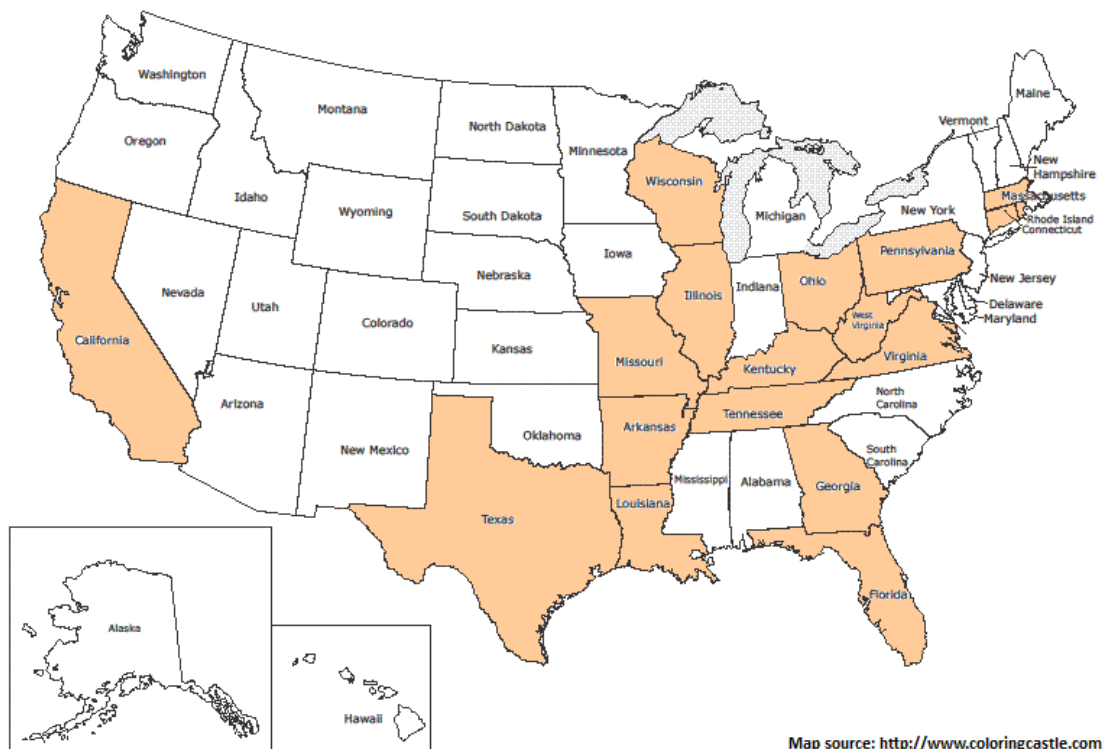 Washington
Montana
North Dakota
Minnesota
Maine
Vermont
Oregon
Idaho
Wyoming
South Dakota
Wisconsin
Michigan
New York
New
Hampshire
Massachusetts
Rhode Island
Connecticut
Nevada
Utah
Colorado
Nebraska
Iowa
Illinois
Indiana
Ohio
Pennsylvania
New Jersey
Delaware
Maryland
California
Kansas
Missouri
Kentucky
West
Virginia
Virginia
Arizona
New Mexico
Oklahoma
Arkansas
Tennessee
North
Carolina
South
Carolina
Texas
Louisiana
Mississippi
Alabama
Georgia
Florida
Alaska
Hawaii
Map source: http://www.coloringcastle.com